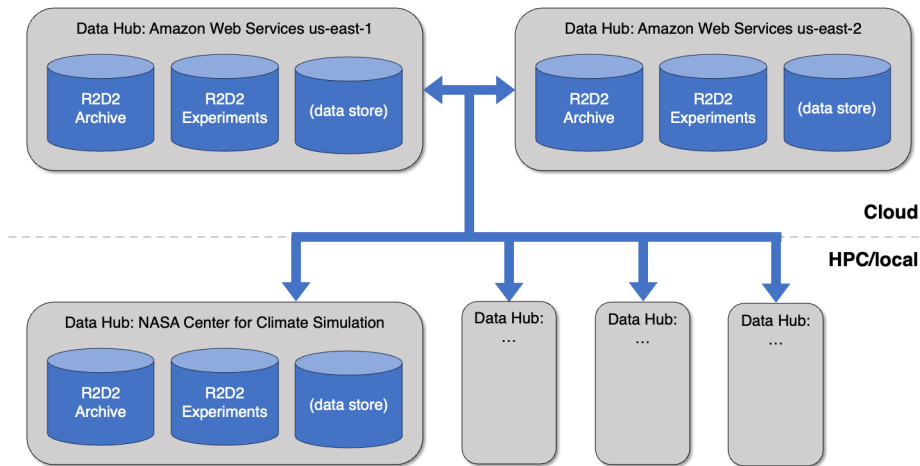 Data Hub: Amazon Web Services us-east-1
R2D2
Archive
R2D2
Experiments
(data store)
Data Hub: Amazon Web Services us-east-2
R2D2
Archive
R2D2
Experiments
(data store)
Cloud
HPC/local
Data Hub: NASA Center for Climate Simulation
R2D2
Archive
R2D2
Experiments
(data store)
Data Hub:
...
Data Hub:
...
Data Hub:
...